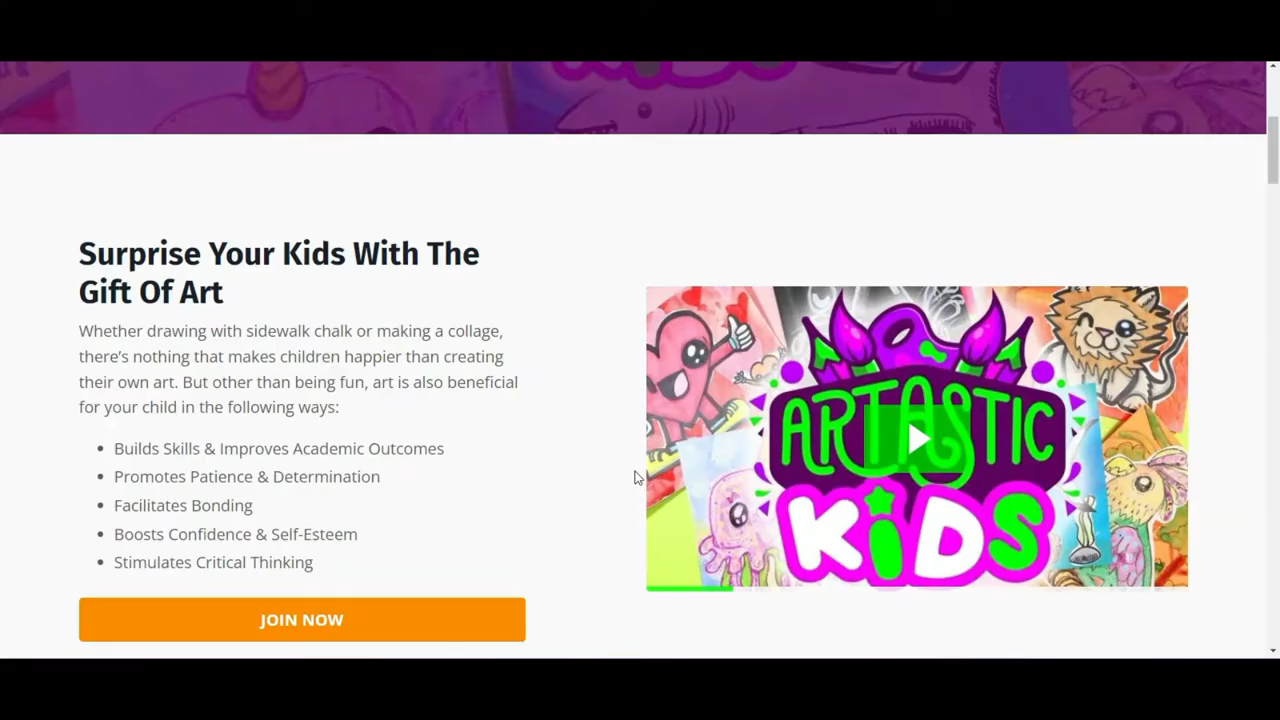 KIDS
Surprise Your Kids With The
Gift Of Art
Whether drawing with sidewalk chalk or making a collage,
there's nothing that makes children happier than creating
their own art. But other than being fun, art is also beneficial
for your child in the following ways:
Builds Skills & Improves Academic Outcomes
Promotes Patience & Determination
Facilitates Bonding
Boosts Confidence & Self-Esteem
Stimulates Critical Thinking
JOIN NOW
ARTASTIC
KiDS